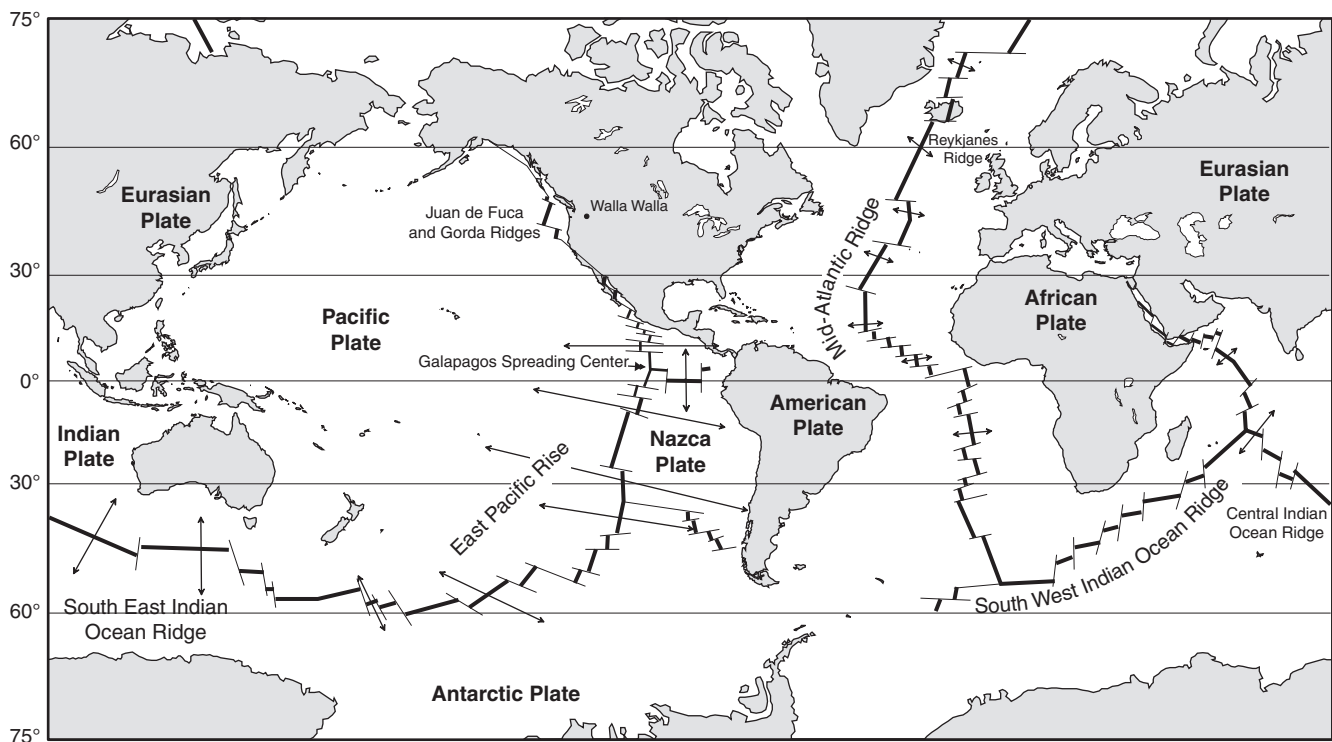 75°
60°
30°
0°
30°
60°
75°
Eurasian
Plate
Juan de Fuca
and Gorda Ridges
Walla Walla
Reykjanes
Ridge
Eurasian
Plate
Mid-Atlantic Ridge
Pacific
Plate
African
Plate
Galapagos Spreading Center
Indian
Plate
Nazca
Plate
American
Plate
East Pacific Rise
Central Indian
Ocean Ridge
South West Indian Ocean Ridge
South East Indian
Ocean Ridge
Antarctic Plate